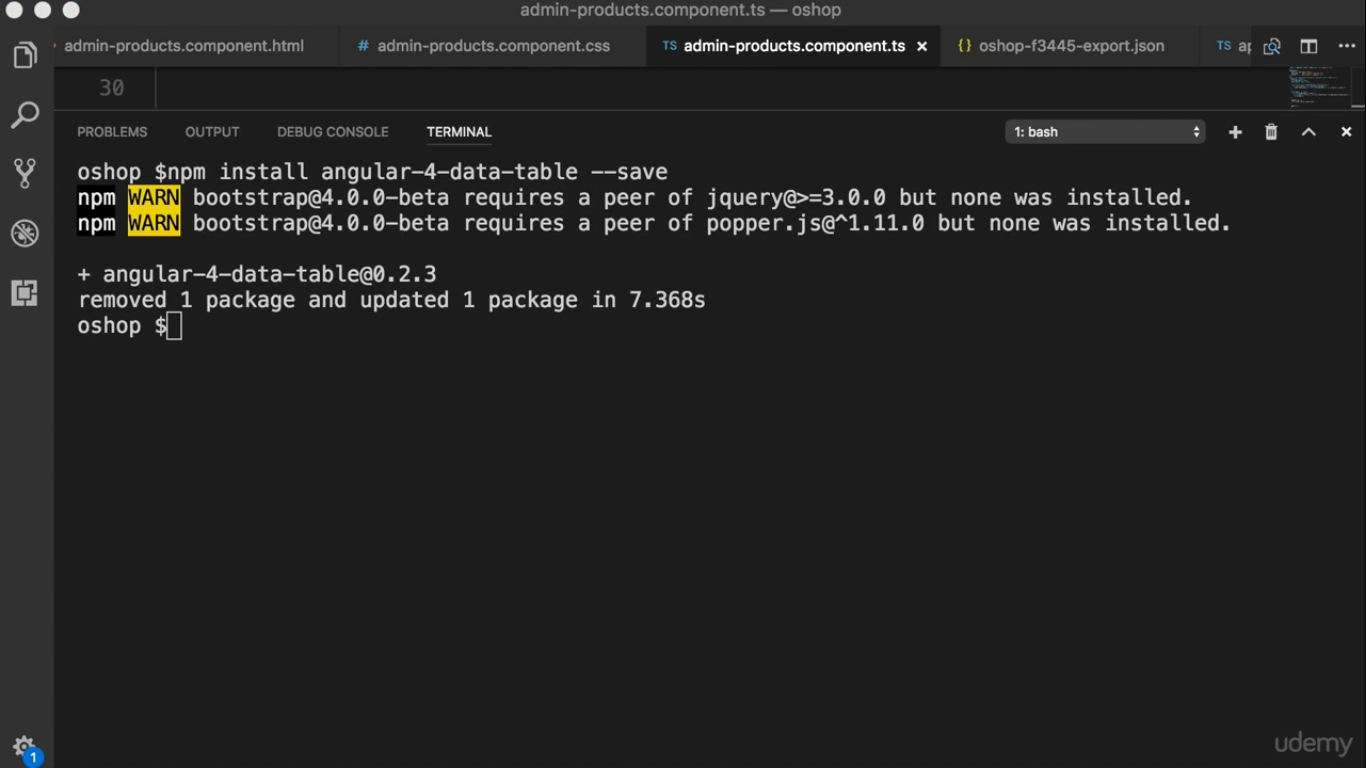 admin-products.component.ts — oshop
admin-products.component.html
# admin-products.component.css
TS admin-products.component.ts ×
{} oshop-f3445-export.json
TS
30
PROBLEMS
OUTPUT
DEBUG CONSOLE
TERMINAL
1: bash
oshop $npm install angular-4-data-table --save
npm WARN bootstrap@4.0.0-beta requires a peer of jquery@>=3.0.0 but none was installed.
npm WARN bootstrap@4.0.0-beta requires a peer of popper.js@^1.11.0 but none was installed.
+ angular-4-data-table@0.2.3
removed 1 package and updated 1 package in 7.368s
oshop $
1
udemy